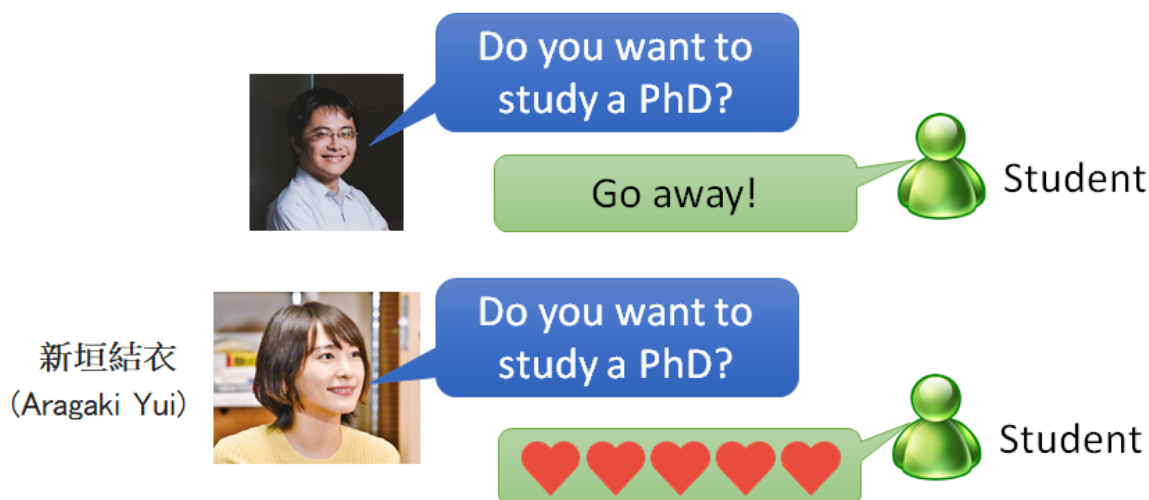 Do you want to
study a PhD?
Go away!
Student
新垣結衣
(Aragaki Yui)
Do you want to
study a PhD?
Student